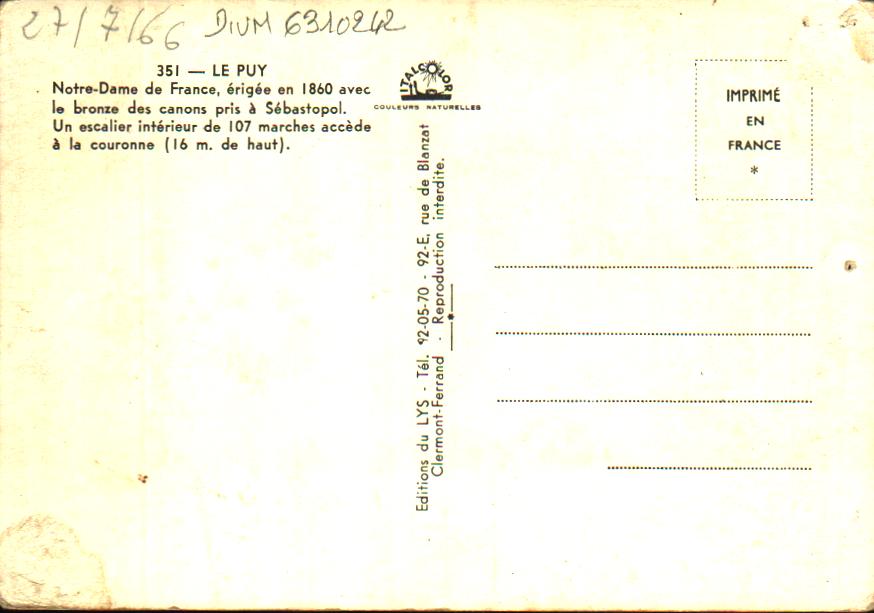 27/7/66 DIVM 6310242
351 — LE PUY
Notre-Dame de France, érigée en 1860 avec
le bronze des canons pris à Sébastopol.
Un escalier intérieur de 107 marches accède
à la couronne (16 m. de haut).
ITALCOLOR
COULEURS NATURELLES
Editions du LYS - Tél. 92-05-70 - 92-E, rue de Blanzat
Clermont-Ferrand - Reproduction interdite.
IMPRIMÉ
EN
FRANCE
*